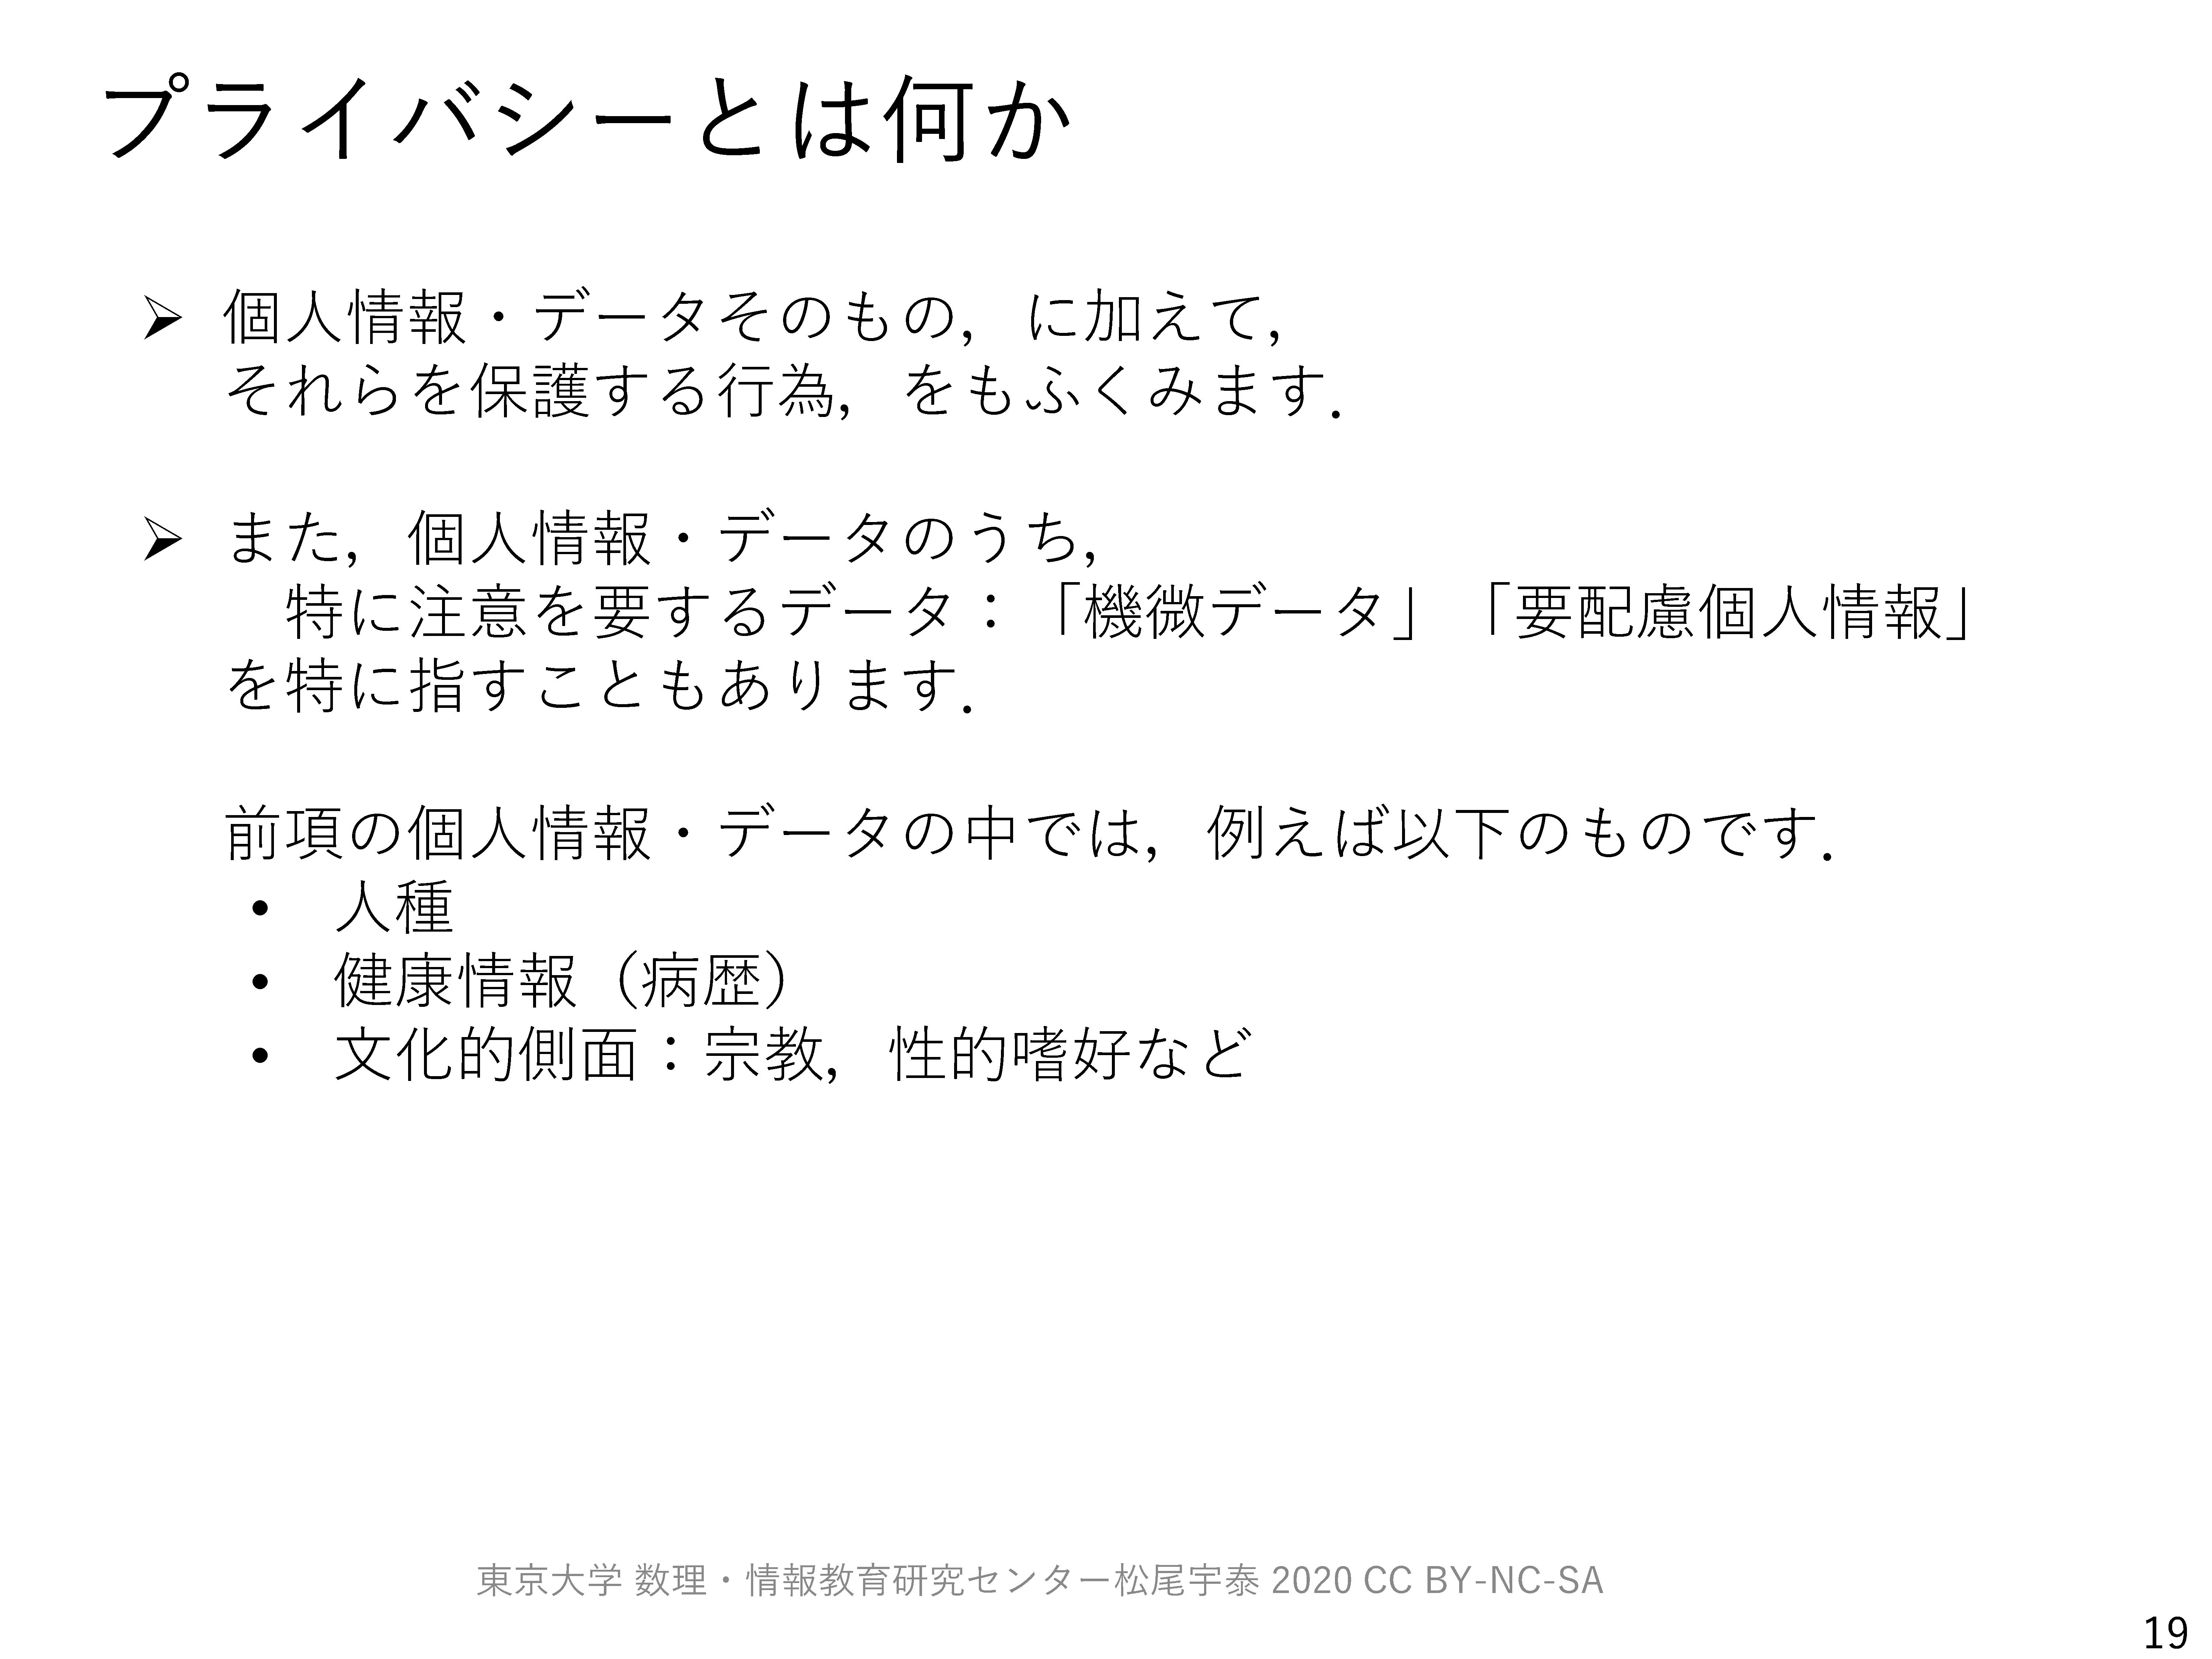 プライバシーとは何か
➢ 個人情報・データそのもの，に加えて，
それらを保護する行為，をもふくみます．
➢ また，個人情報・データのうち，
特に注意を要するデータ：「機微データ」「要配慮個人情報」
を特に指すこともあります．
前項の個人情報・データの中では，例えば以下のものです．
• 人種
• 健康情報（病歴）
• 文化的側面：宗教，性的嗜好など
東京大学 数理・情報教育研究センター松尾宇泰 2020 CC BY-NC-SA
19